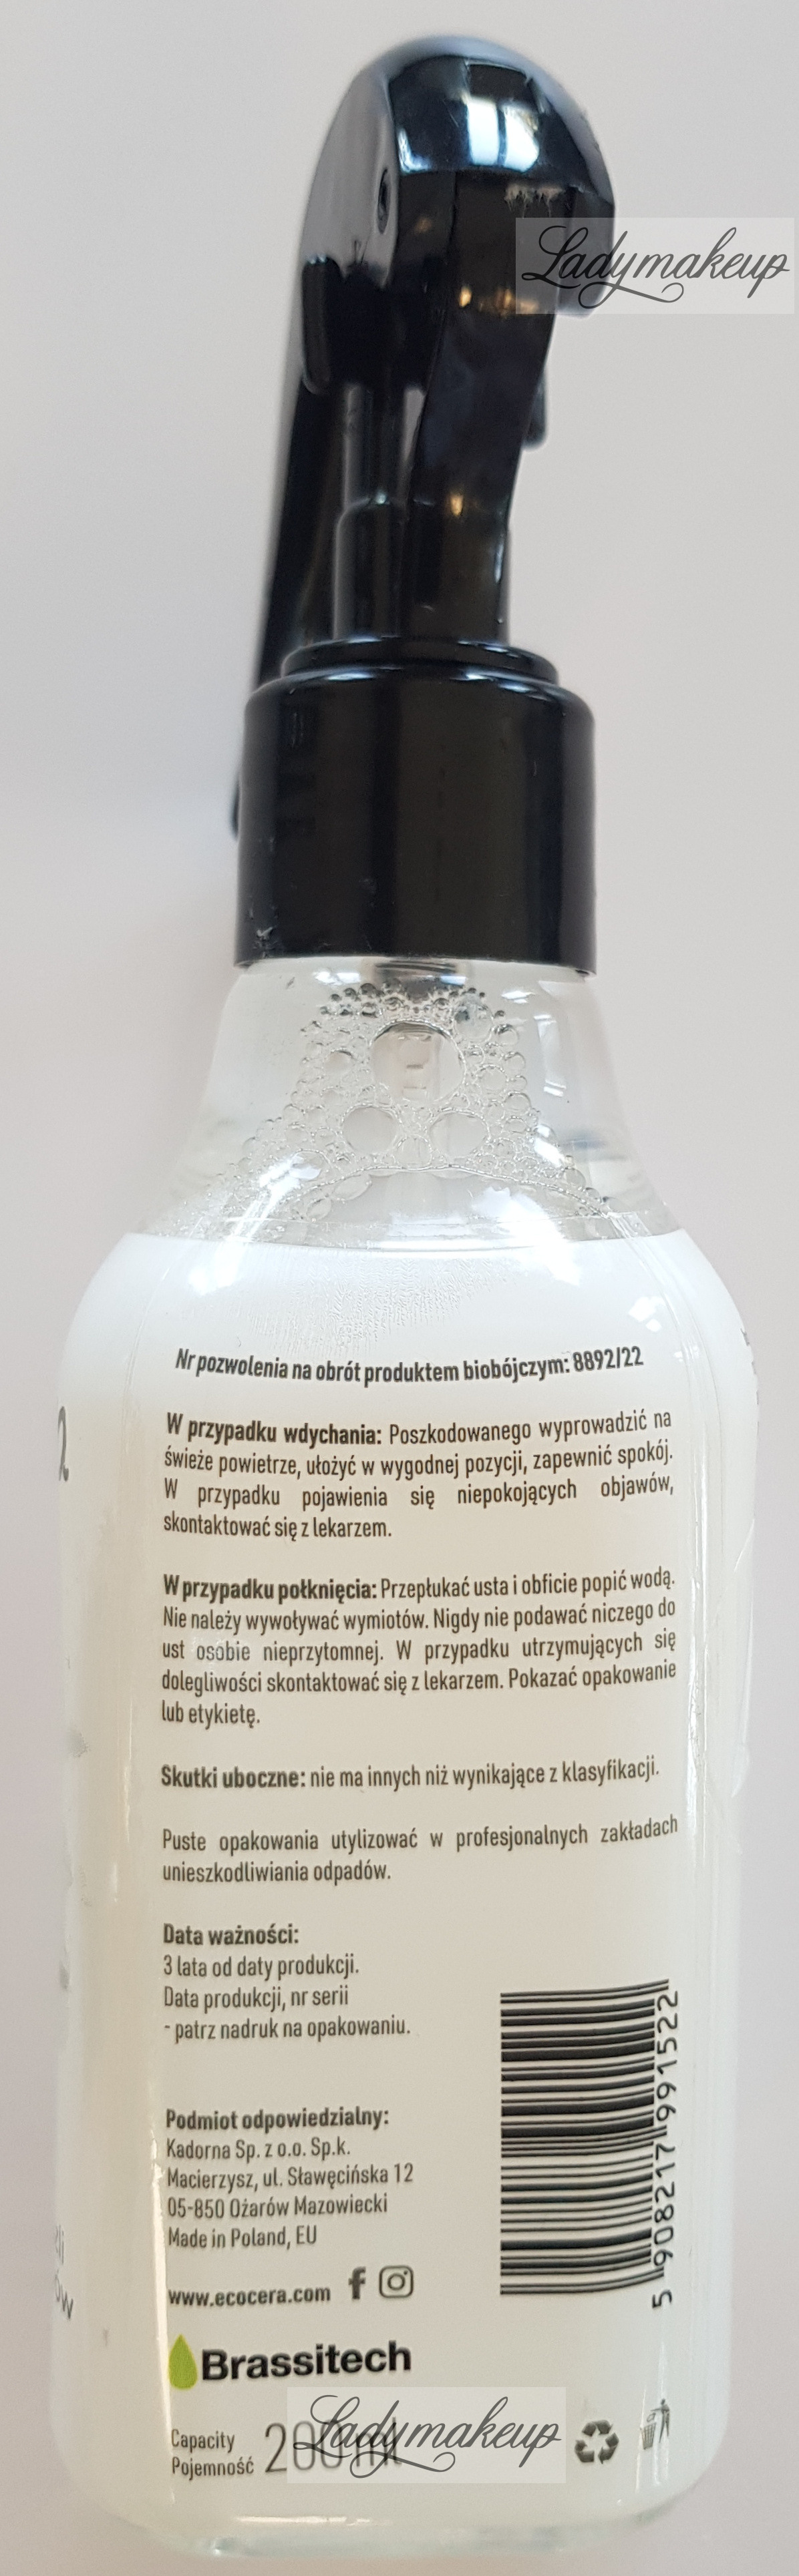 Ladymakeup
Nr pozwolenia na obrót produktem biobójczym: 8892/22
W przypadku wdychania: Poszkodowanego wyprowadzić na
świeże powietrze, ułożyć w wygodnej pozycji, zapewnić spokój.
W przypadku pojawienia się niepokojących objawów,
skontaktować się z lekarzem.
W przypadku połknięcia: Przepłukać usta i obficie popić wodą.
Nie należy wywoływać wymiotów. Nigdy nie podawać niczego do
ust osobie nieprzytomnej. W przypadku utrzymujących się
dolegliwości skontaktować się z lekarzem. Pokazać opakowanie
lub etykietę.
Skutki uboczne: nie ma innych niż wynikające z klasyfikacji.
Puste opakowania utylizować w profesjonalnych zakładach
unieszkodliwiania odpadów.
Data ważności:
3 lata od daty produkcji.
Data produkcji, nr serii
- patrz nadruk na opakowaniu.
Podmiot odpowiedzialny:
Kadorna Sp. z o.o. Sp.k.
Macierzysz, ul. Sławęcińska 12
05-850 Ożarów Mazowiecki
Made in Poland, EU
www.ecocera.com
5 908217 991522
Brassitech
Capacity
Pojemność
200 ml
Ladymakeup